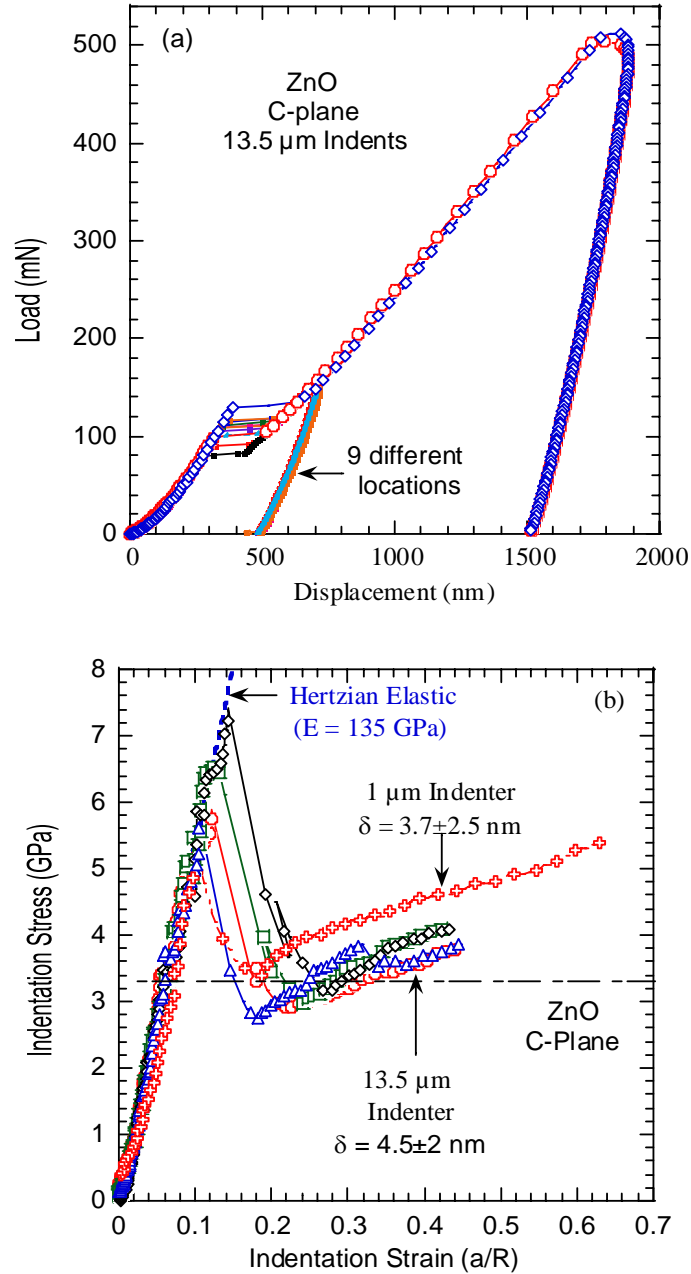 (a)
ZnO
C-plane
13.5 µm Indents
500
400
300
200
100
0
Load (mN)
9 different
locations
0
500
1000
1500
2000
Displacement (nm)
(b)
8
7
6
5
4
3
2
1
0
Indentation Stress (GPa)
Hertzian Elastic
(E = 135 GPa)
1 µm Indenter
δ = 3.7±2.5 nm
ZnO
C-Plane
13.5 µm
Indenter
δ = 4.5±2 nm
0
0.1
0.2
0.3
0.4
0.5
0.6
0.7
Indentation Strain (a/R)